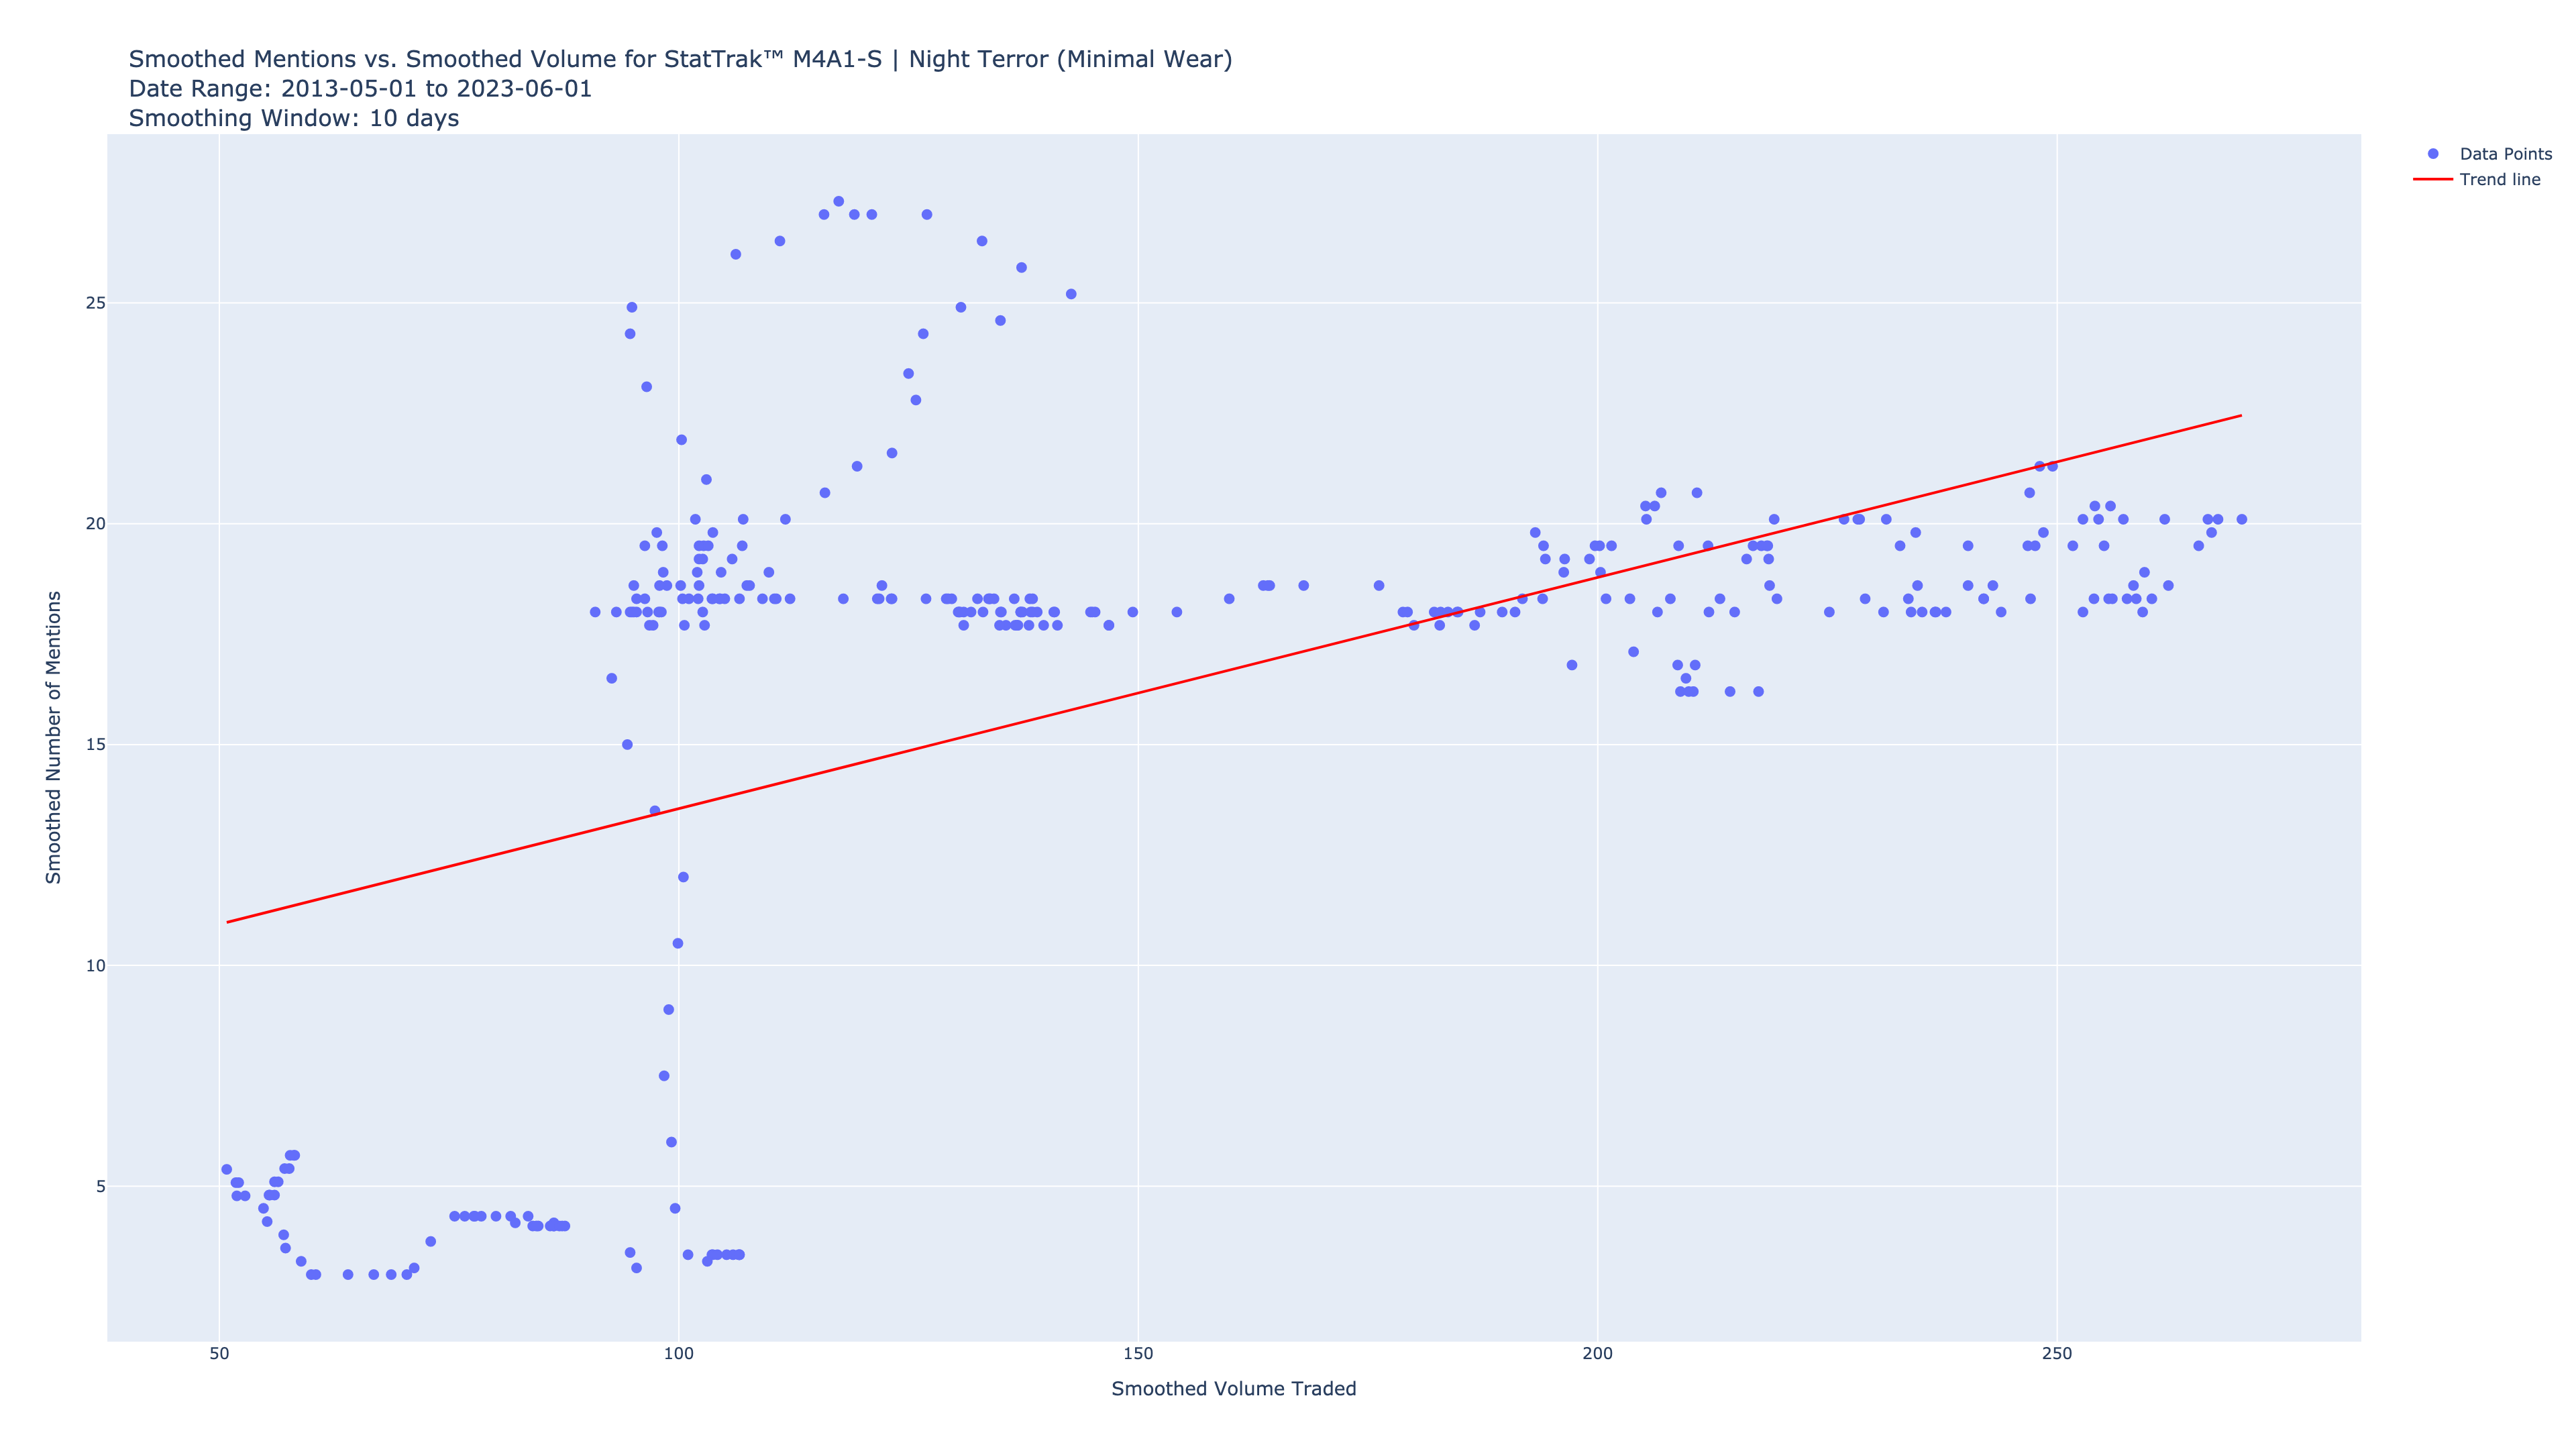 Smoothed Mentions vs. Smoothed Volume for StatTrak™ M4A1-S | Night Terror (Minimal Wear)
Date Range: 2013-05-01 to 2023-06-01
Smoothing Window: 10 days
Data Points
Trend line
Smoothed Number of Mentions
25
20
15
10
5
50
100
150
200
250
Smoothed Volume Traded